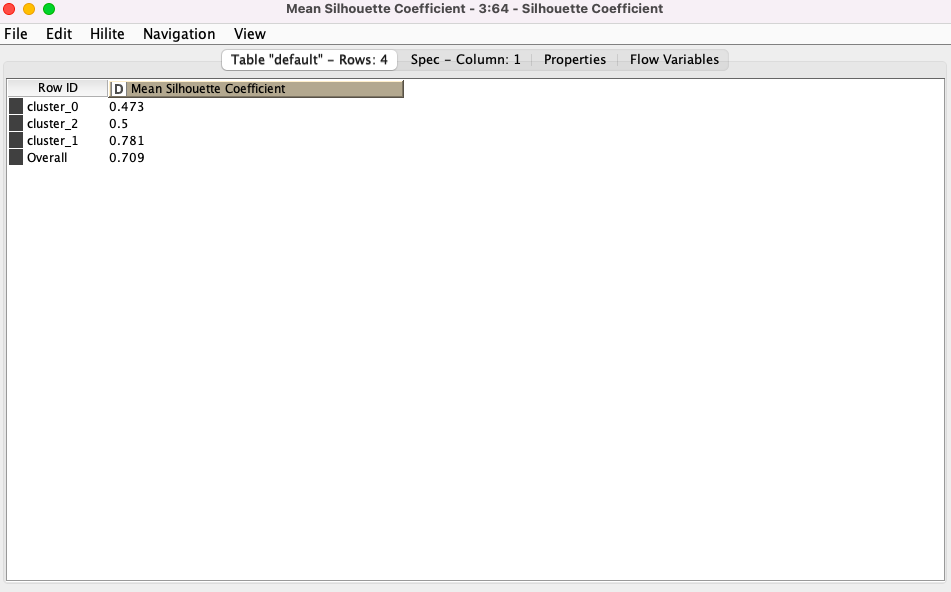 Mean Silhouette Coefficient - 3:64 - Silhouette Coefficient
File Edit Hilite Navigation View
Table "default" - Rows: 4 Spec - Column: 1 Properties Flow Variables
Row ID D Mean Silhouette Coefficient
cluster_0 0.473
cluster_2 0.5
cluster_1 0.781
Overall 0.709